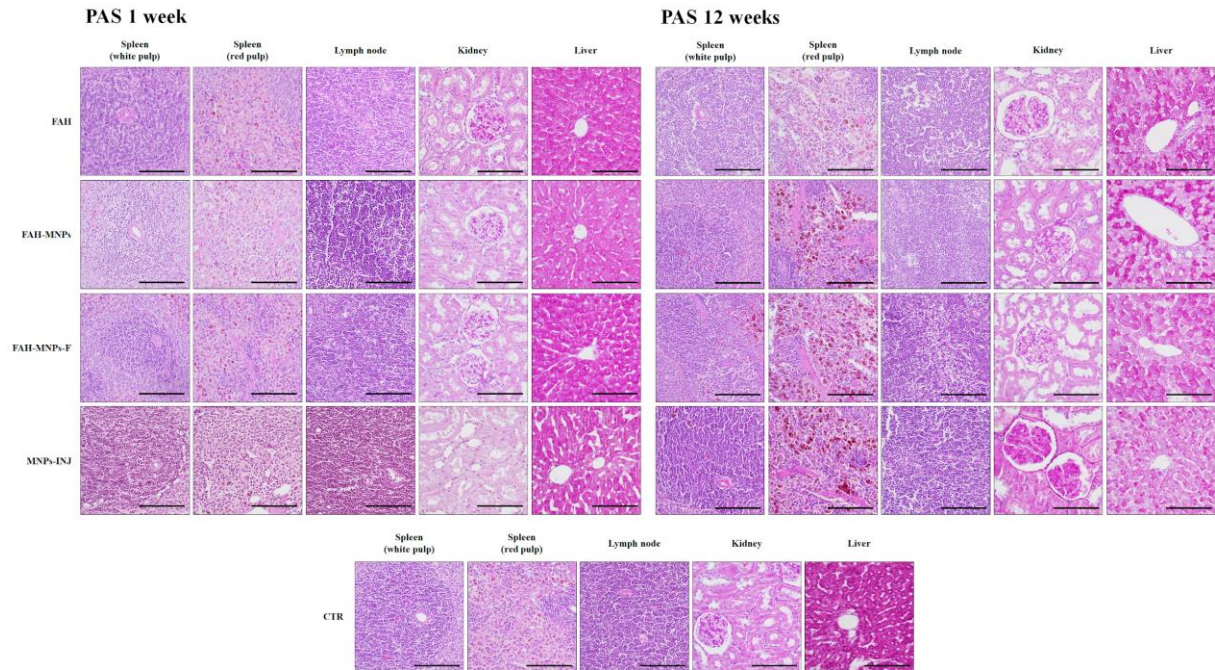 PAS 1 week
PAS 12 weeks
Spleen (white pulp)
Spleen (red pulp)
Lymph node
Kidney
Liver
Spleen (white pulp)
Spleen (red pulp)
Lymph node
Kidney
Liver
FAH
FAH-MNPs
FAH-MNPs-F
MNPs-INJ
Spleen (white pulp)
Spleen (red pulp)
Lymph node
Kidney
Liver
CTR